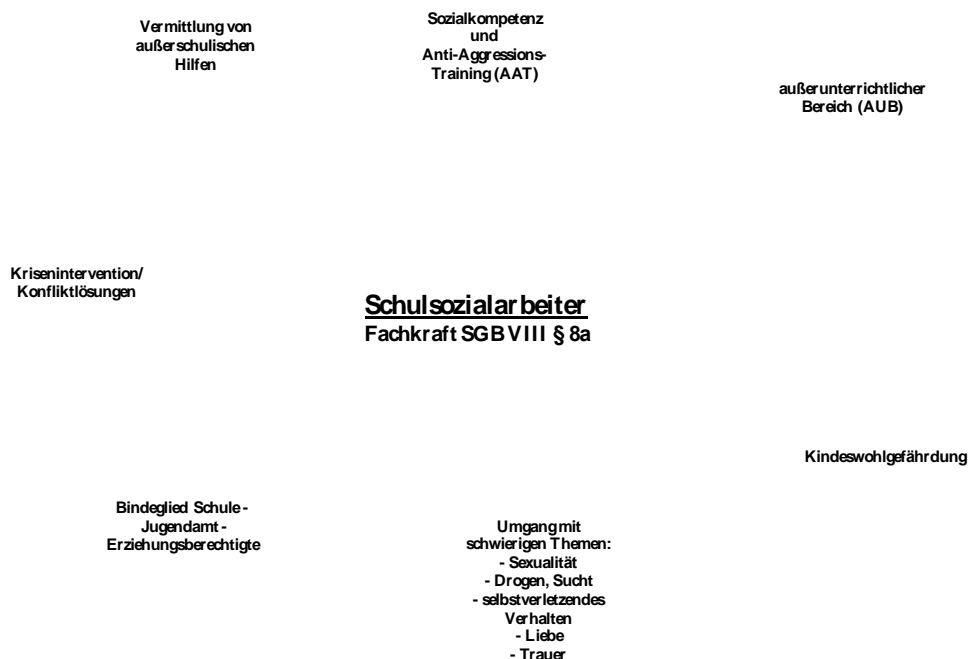 Vermittlung von
außerschulischen
Hilfen
Sozialkompetenz
und
Anti-Aggressions-
Training (AAT)
außerunterrichtlicher
Bereich (AUB)
Krisenintervention/
Konfliktlösungen
Schulsozialarbeiter
Fachkraft SGB VIII § 8a
Kindeswohlgefährdung
Bindeglied Schule -
Jugendamt -
Erziehungsberechtigte
Umgang mit
schwierigen Themen:
- Sexualität
- Drogen, Sucht
- selbstverletzendes
Verhalten
- Liebe
- Trauer